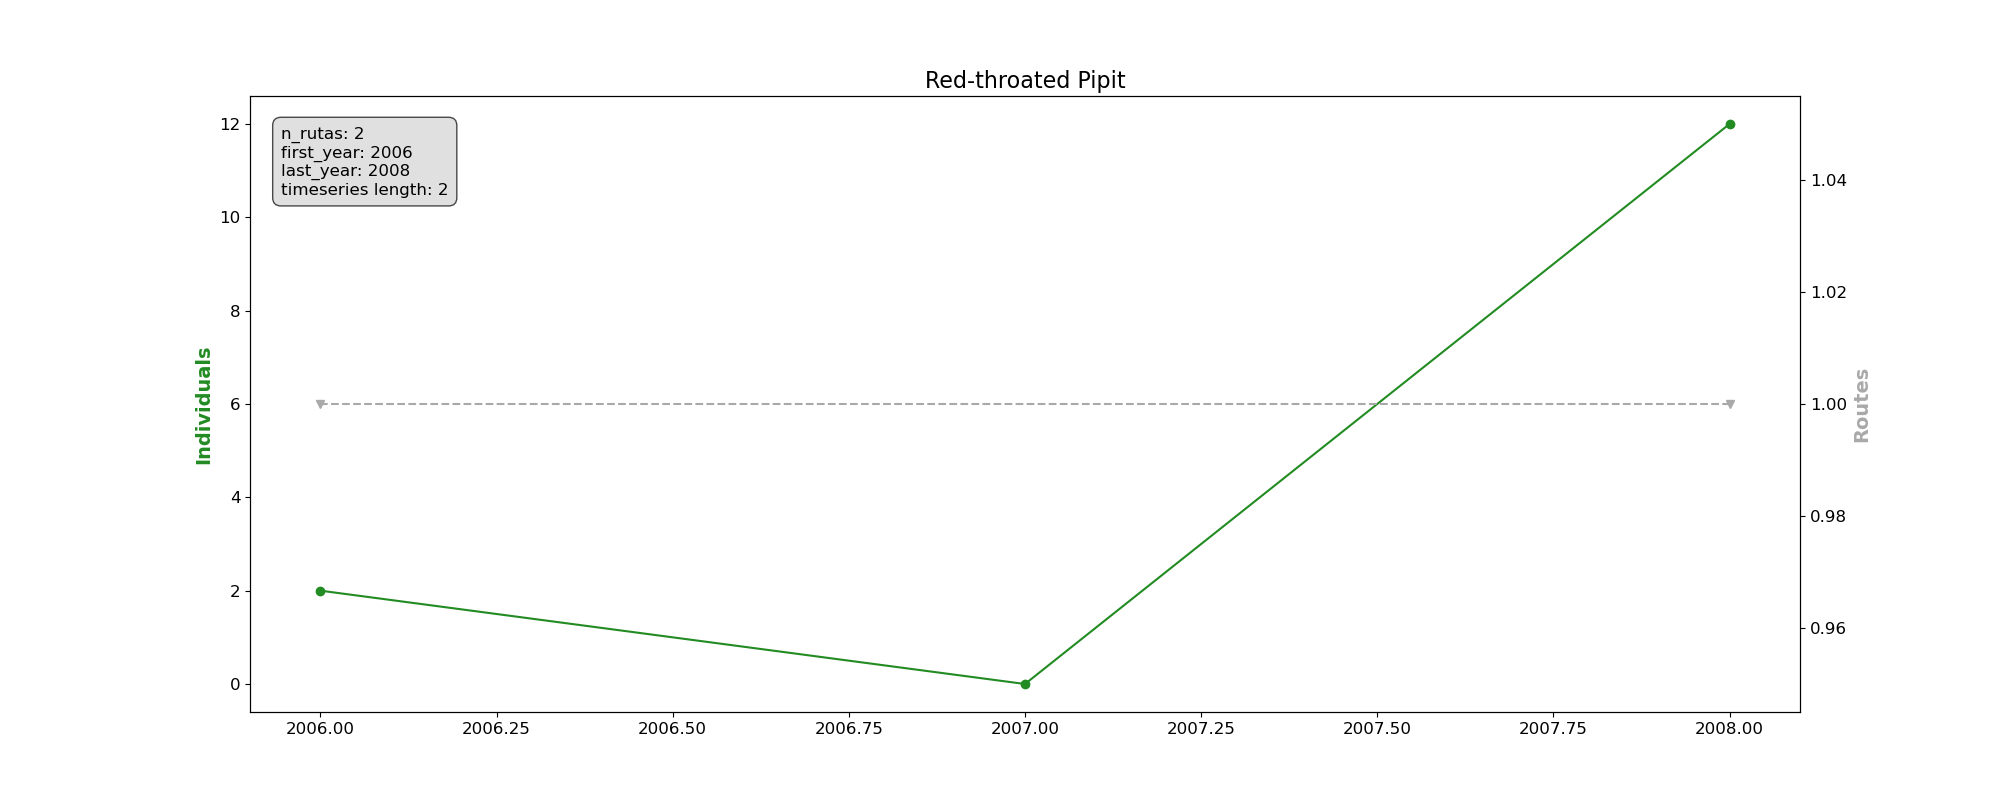 Red-throated Pipit
n_rutas: 2
first_year: 2006
last_year: 2008
timeseries length: 2
12
10
8
6
4
2
0
Individuals
1.04
1.02
1.00
0.98
0.96
Routes
2006.00 2006.25 2006.50 2006.75 2007.00 2007.25 2007.50 2007.75 2008.00